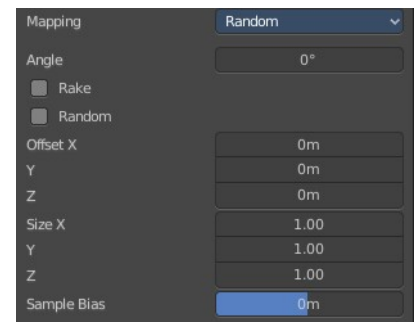 Mapping Random
Angle 0°
Rake
Random
Offset X 0m
Y 0m
Z 0m
Size X 1.00
Y 1.00
Z 1.00
Sample Bias 0m